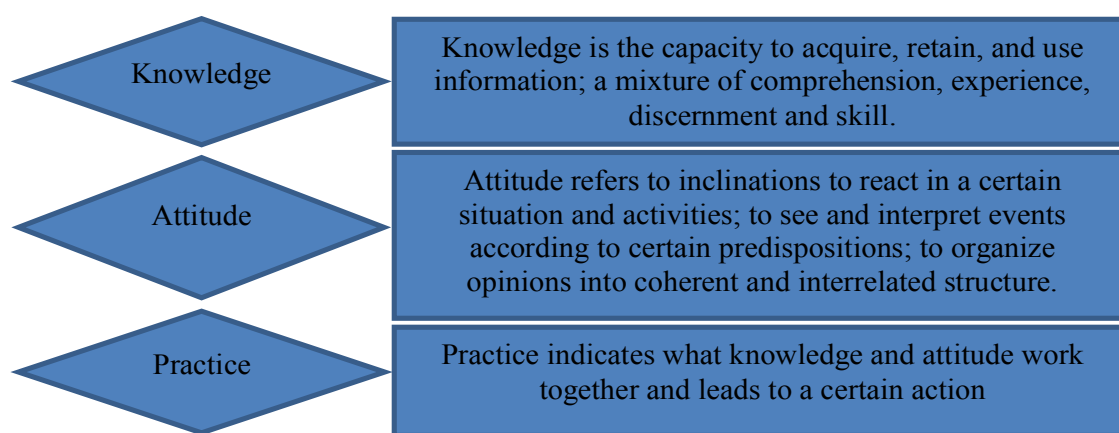 Knowledge
Knowledge is the capacity to acquire, retain, and use
information; a mixture of comprehension, experience,
discernment and skill.
Attitude
Attitude refers to inclinations to react in a certain
situation and activities; to see and interpret events
according to certain predispositions; to organize
opinions into coherent and interrelated structure.
Practice
Practice indicates what knowledge and attitude work
together and leads to a certain action